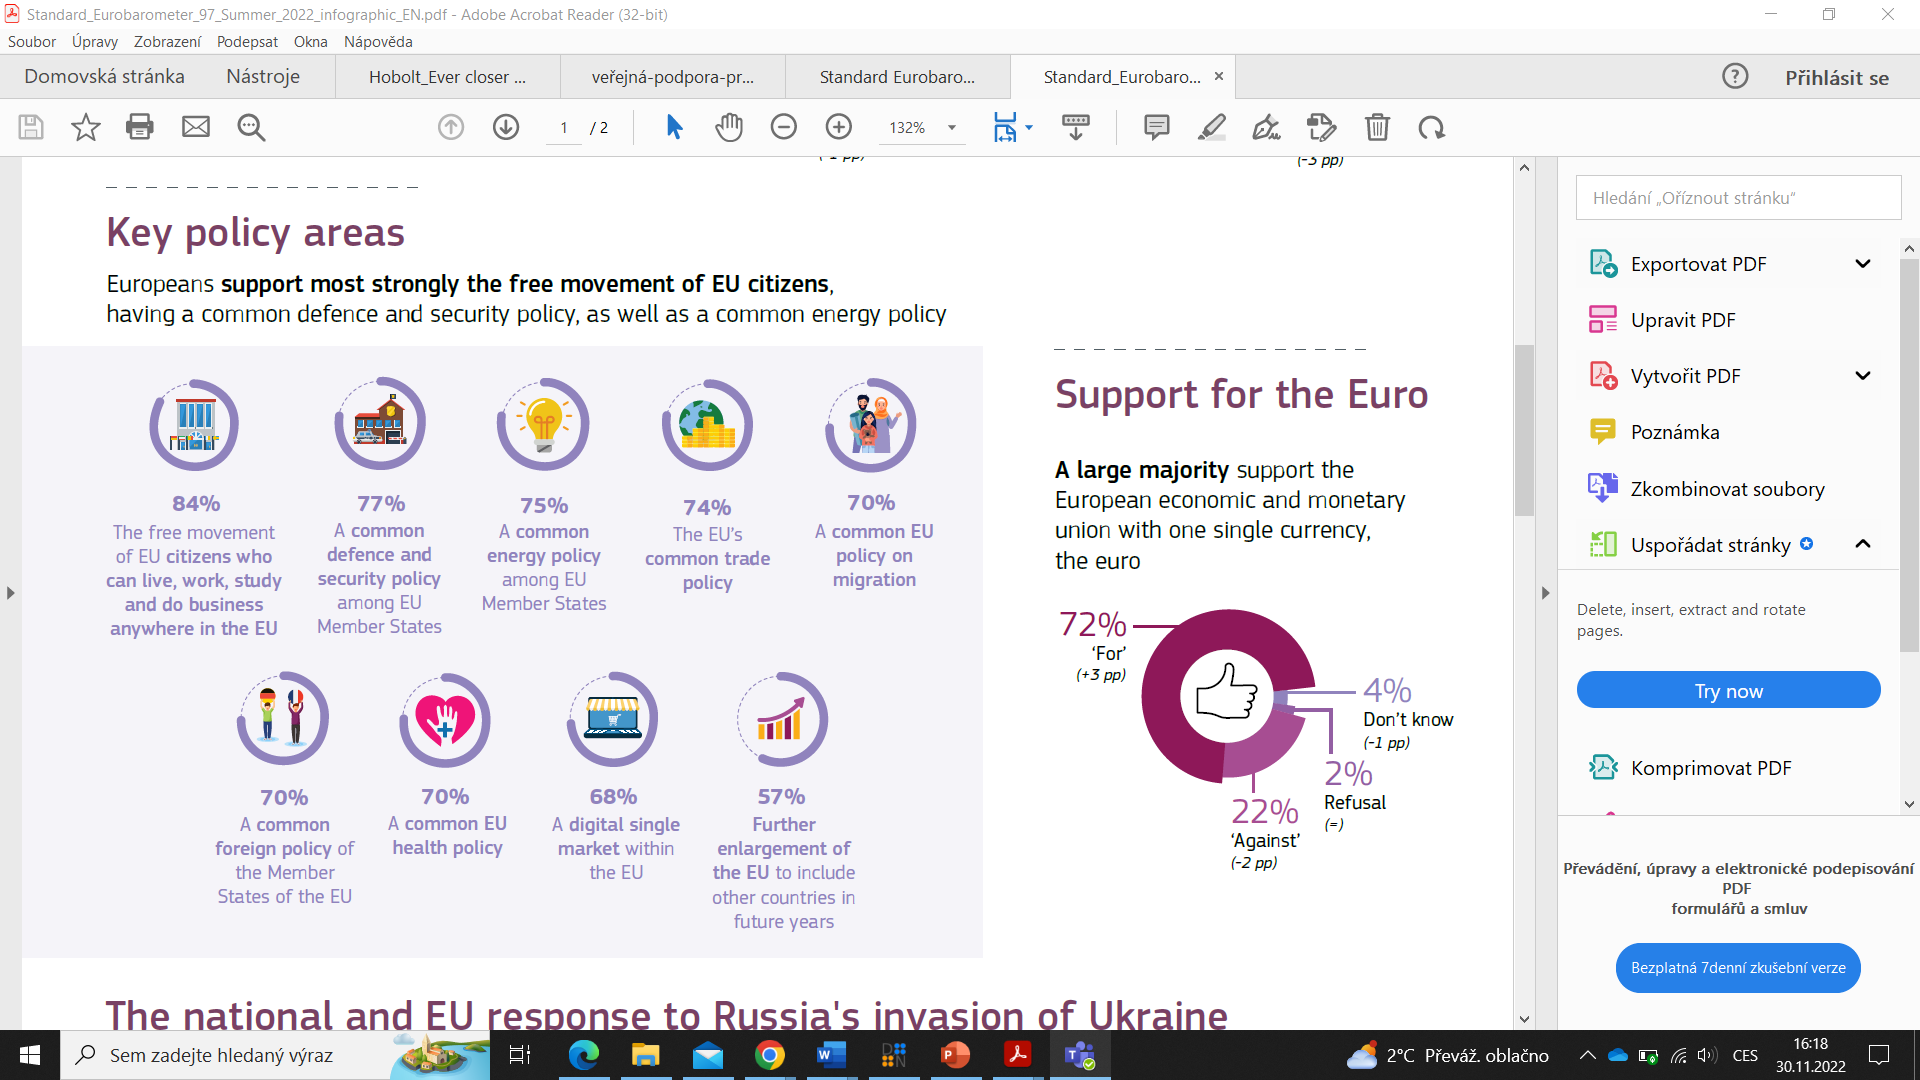 Standard_Eurobarometer_97_Summer_2022_infographic_EN.pdf - Adobe Acrobat Reader (32-bit)
Soubor Úpravy Zobrazení Podepsat Okna Nápověda
Domovská stránka Nástroje Hobolt_Ever closer ... veřejná-podpora-pr... Standard Eurobaro... Standard_Eurobaro... × Přihlásit se
1 / 2 132%
(-1 pp) (-3 pp)
Key policy areas
Europeans support most strongly the free movement of EU citizens,
having a common defence and security policy, as well as a common energy policy
84%
The free movement
of EU citizens who
can live, work, study
and do business
anywhere in the EU
77%
A common
defence and
security policy
among EU
Member States
75%
A common
energy policy
among EU
Member States
74%
The EU's
common trade
policy
70%
A common EU
policy on
migration
70%
A common
foreign policy of
the Member
States of the EU
70%
A common EU
health policy
68%
A digital single
market within
the EU
57%
Further
enlargement of
the EU to include
other countries in
future years
Support for the Euro
A large majority support the
European economic and monetary
union with one single currency,
the euro
72%
‘For’
(+3 pp)
4%
Don't know
(-1 pp)
2%
Refusal
(=)
22%
‘Against’
(-2 pp)
The national and EU response to Russia's invasion of Ukraine
Hledání „Oříznout stránku“
Exportovat PDF
Upravit PDF
Vytvořit PDF
Poznámka
Zkombinovat soubory
Uspořádat stránky
Delete, insert, extract and rotate
pages.
Try now
Komprimovat PDF
Převádění, úpravy a elektronické podepisování
PDF
formulářů a smluv
Bezplatná 7denní zkušební verze
Sem zadejte hledaný výraz
2°C Převáž. oblačno
CES
16:18
30.11.2022